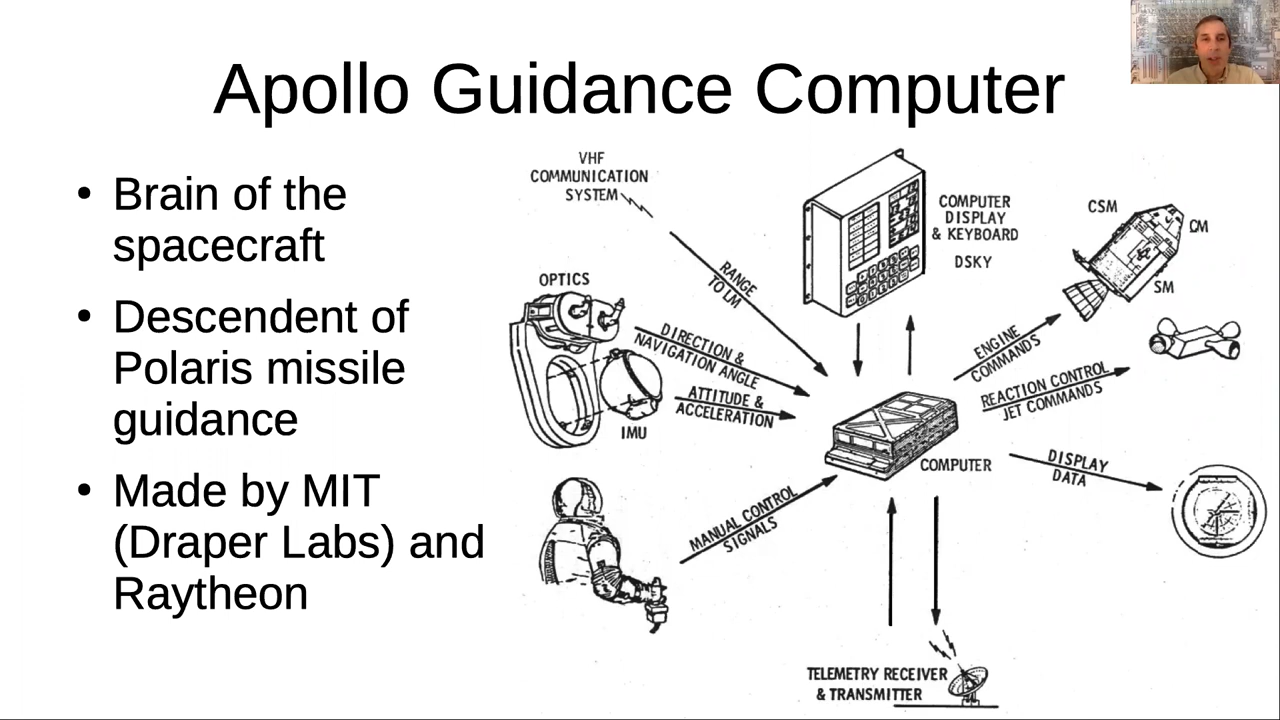 Apollo Guidance Computer
• Brain of the
spacecraft
• Descendent of
Polaris missile
guidance
• Made by MIT
(Draper Labs) and
Raytheon
VHF
COMMUNICATION
SYSTEM
RANGE
TO LM
COMPUTER
DISPLAY
& KEYBOARD
DSKY
CSM
CM
SM
OPTICS
DIRECTION &
NAVIGATION ANGLE
ATTITUDE &
ACCELERATION
IMU
ENGINE
COMMANDS
REACTION CONTROL
JET COMMANDS
COMPUTER
DISPLAY
DATA
MANUAL CONTROL
SIGNALS
TELEMETRY RECEIVER
& TRANSMITTER